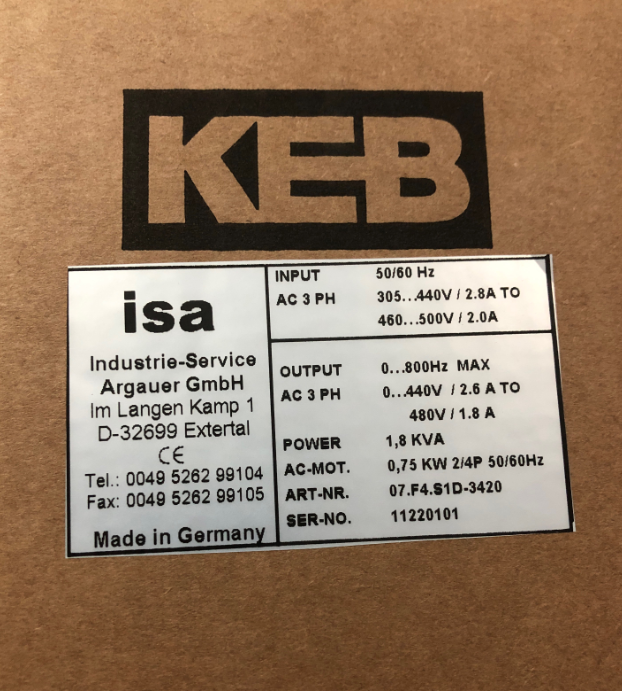 KEB
isa
Industrie-Service
Argauer GmbH
Im Langen Kamp 1
D-32699 Extertal
CE
Tel.: 0049 5262 99104
Fax: 0049 5262 99105
Made in Germany
INPUT 50/60 Hz
AC 3 PH 305...440V / 2.8A TO
460...500V / 2.0A
OUTPUT 0...800Hz MAX
AC 3 PH 0...440V / 2.6 A TO
480V / 1.8 A
POWER 1,8 KVA
AC-MOT. 0,75 KW 2/4P 50/60Hz
ART-NR. 07.F4.S1D-3420
SER-NO. 11220101